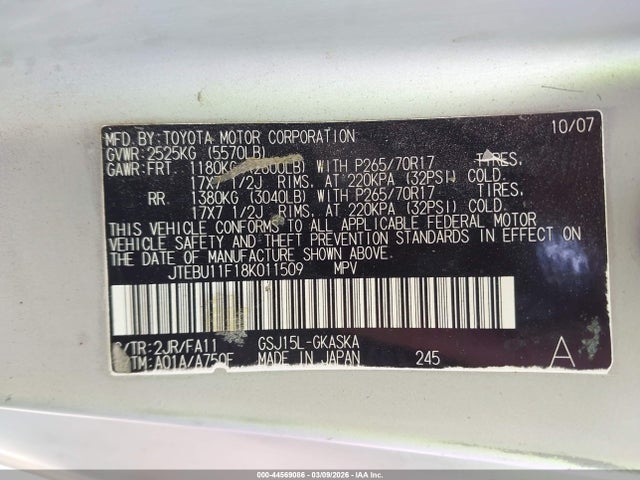 MFD.BY:TOYOTA MOTOR CORPORATION 10/07
GVWR:2525KG (5570LB)
GAWR:FRT. 1180KG (2600LB) WITH P265/70R17 TIRES,
17X7 1/2J RIMS, AT 220KPA (32PSI) COLD.
RR. 1380KG (3040LB) WITH P265/70R17 TIRES,
17X7 1/2J RIMS, AT 220KPA (32PSI) COLD.
THIS VEHICLE CONFORMS TO ALL APPLICABLE FEDERAL MOTOR
VEHICLE SAFETY AND THEFT PREVENTION STANDARDS IN EFFECT ON
THE DATE OF MANUFACTURE SHOWN ABOVE.
JTEBU11F18K011509 MPV
C/TR:2JR/FA11 GSJ15L-GKASKA
TM:A01A/A750F MADE IN JAPAN 245 A
000-44569086 - 03/09/2026 - IAA Inc.